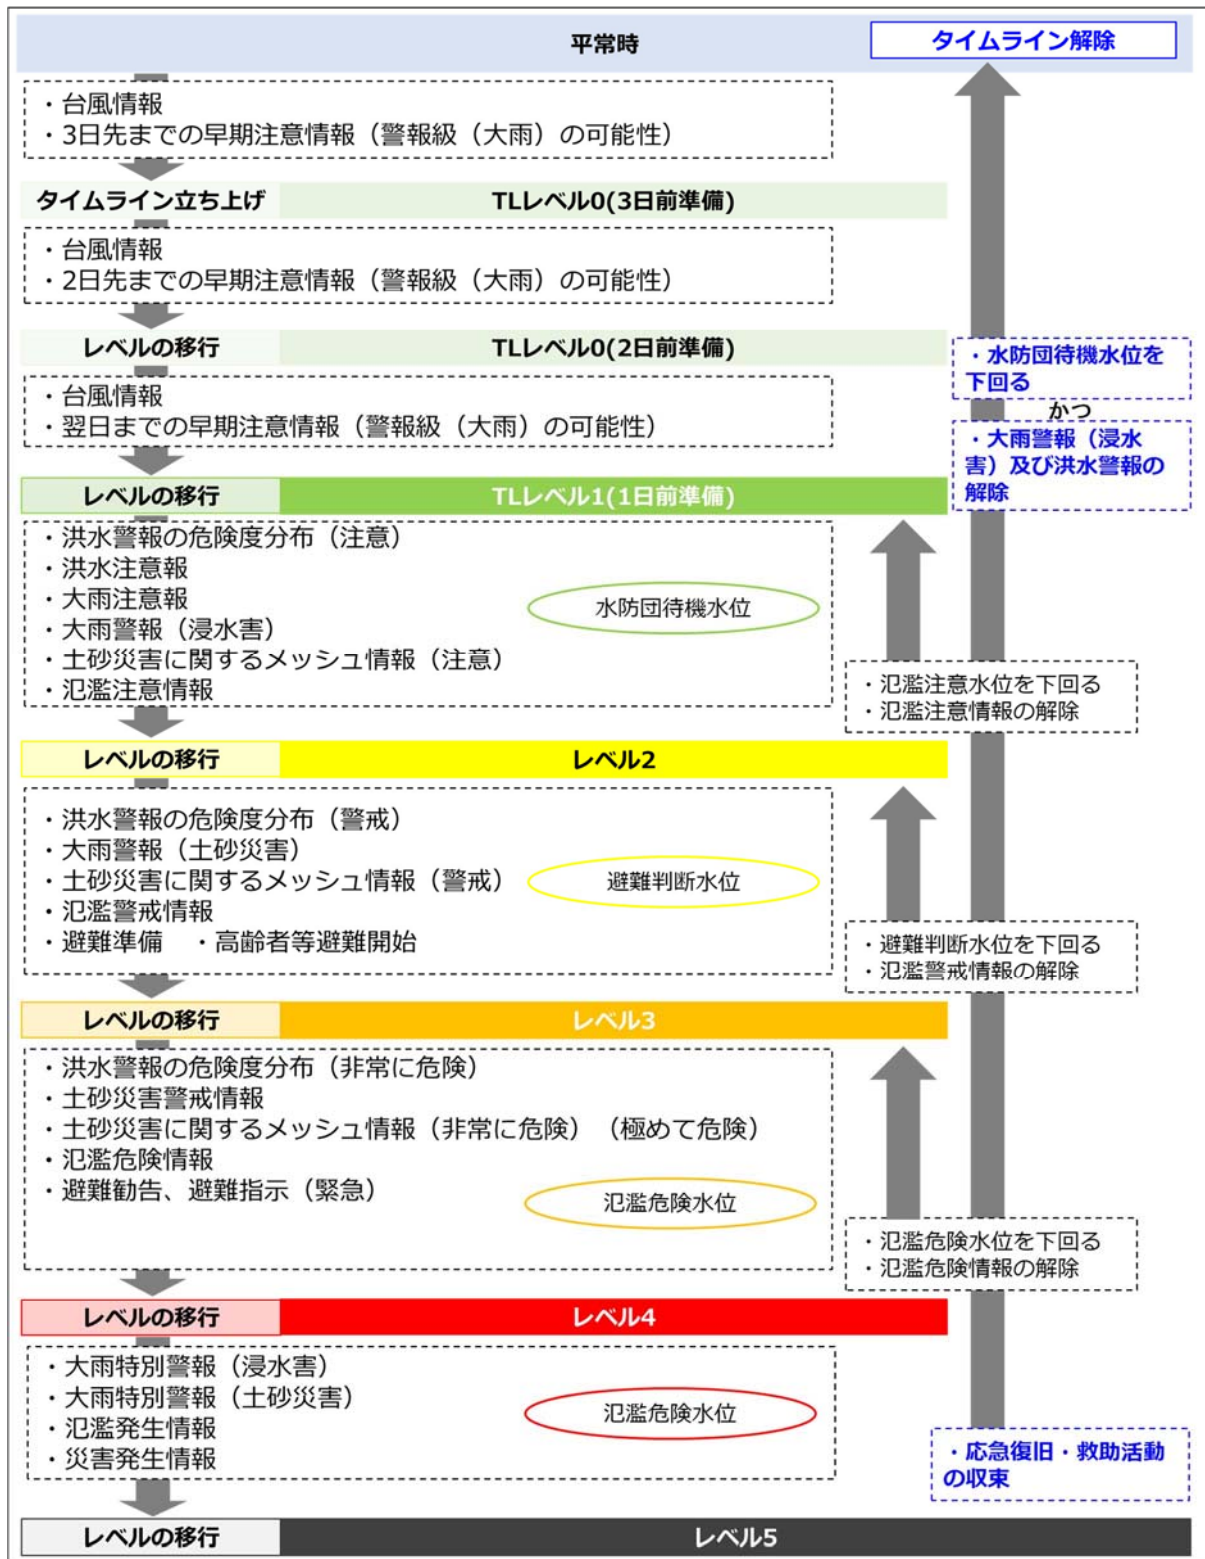 平常時
タイムライン解除
・台風情報
・3日先までの早期注意情報（警報級（大雨）の可能性）
タイムライン立ち上げ
TLレベル0(3日前準備)
・台風情報
・2日先までの早期注意情報（警報級（大雨）の可能性）
レベルの移行
TLレベル0(2日前準備)
・水防団待機水位を
下回る
かつ
・大雨警報（浸水
害）及び洪水警報の
解除
・台風情報
・翌日までの早期注意情報（警報級（大雨）の可能性）
レベルの移行
TLレベル1(1日前準備)
・洪水警報の危険度分布（注意）
・洪水注意報
・大雨注意報
・大雨警報（浸水害）
・土砂災害に関するメッシュ情報（注意）
・氾濫注意情報
水防団待機水位
・氾濫注意水位を下回る
・氾濫注意情報の解除
レベルの移行
レベル2
・洪水警報の危険度分布（警戒）
・大雨警報（土砂災害）
・土砂災害に関するメッシュ情報（警戒）
・氾濫警戒情報
・避難準備　・高齢者等避難開始
避難判断水位
・避難判断水位を下回る
・氾濫警戒情報の解除
レベルの移行
レベル3
・洪水警報の危険度分布（非常に危険）
・土砂災害警戒情報
・土砂災害に関するメッシュ情報（非常に危険）（極めて危険）
・氾濫危険情報
・避難勧告、避難指示（緊急）
氾濫危険水位
・氾濫危険水位を下回る
・氾濫危険情報の解除
レベルの移行
レベル4
・大雨特別警報（浸水害）
・大雨特別警報（土砂災害）
・氾濫発生情報
・災害発生情報
氾濫危険水位
・応急復旧・救助活動
の収束
レベルの移行
レベル5